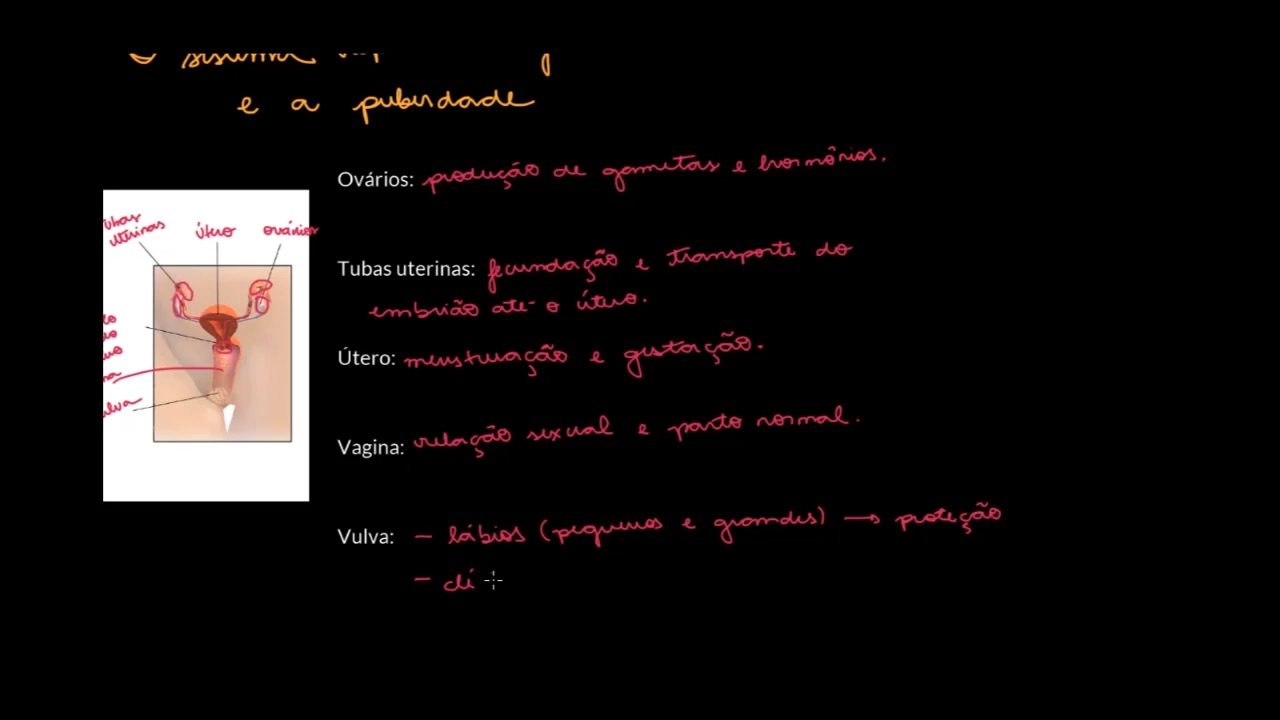 e a puberdade
Ovários: produção de gametas e hormônios.
tubas
uterinas
útero
ovários
Tubas uterinas: fecundação e transporte do
embrião até o útero.
Útero: menstruação e gestação.
Vagina: relação sexual e parto normal.
Vulva: - lábios (pequenos e grandes) → proteção
- clí